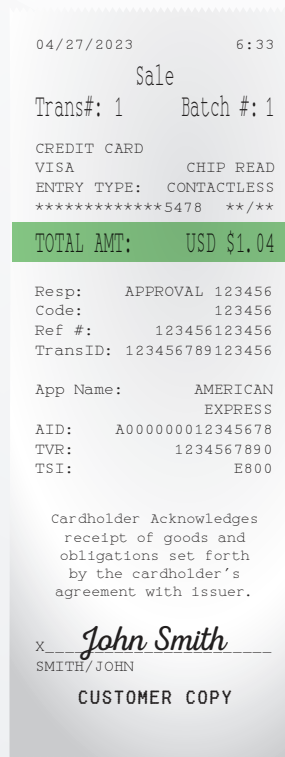 04/27/2023 6:33
Sale
Trans#: 1 Batch #: 1
CREDIT CARD
VISA CHIP READ
ENTRY TYPE: CONTACTLESS
*************5478 **/**
TOTAL AMT: USD $1.04
Resp: APPROVAL 123456
Code: 123456
Ref #: 123456123456
TransID: 123456789123456
App Name: AMERICAN
EXPRESS
AID: A000000012345678
TVR: 1234567890
TSI: E800
Cardholder Acknowledges
receipt of goods and
obligations set forth
by the cardholder’s
agreement with issuer.
X___John Smith____
SMITH/JOHN
CUSTOMER COPY